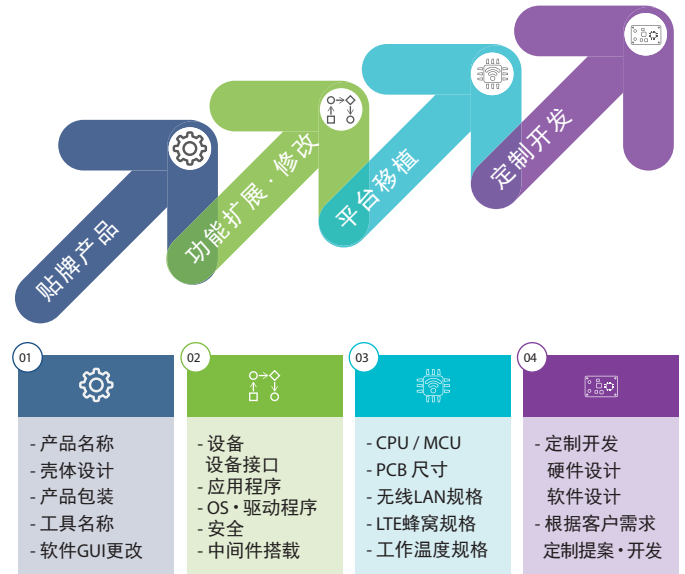 贴牌产品
功能扩展·修改
平台移植
定制开发
01
- 产品名称
- 壳体设计
- 产品包装
- 工具名称
- 软件GUI更改
02
- 设备
设备接口
- 应用程序
- OS・驱动程序
- 安全
- 中间件搭载
03
- CPU / MCU
- PCB 尺寸
- 无线LAN规格
- LTE蜂窝规格
- 工作温度规格
04
- 定制开发
硬件设计
软件设计
- 根据客户需求
定制提案・开发